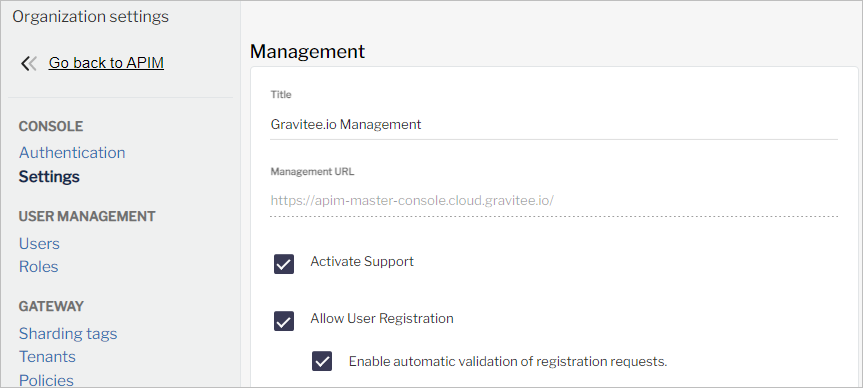 Organization settings
Go back to APIM
CONSOLE
Authentication
Settings
USER MANAGEMENT
Users
Roles
GATEWAY
Sharding tags
Tenants
Policies
Management
Title
Gravitee.io Management
Management URL
https://apim-master-console.cloud.gravitee.io/
Activate Support
Allow User Registration
Enable automatic validation of registration requests.